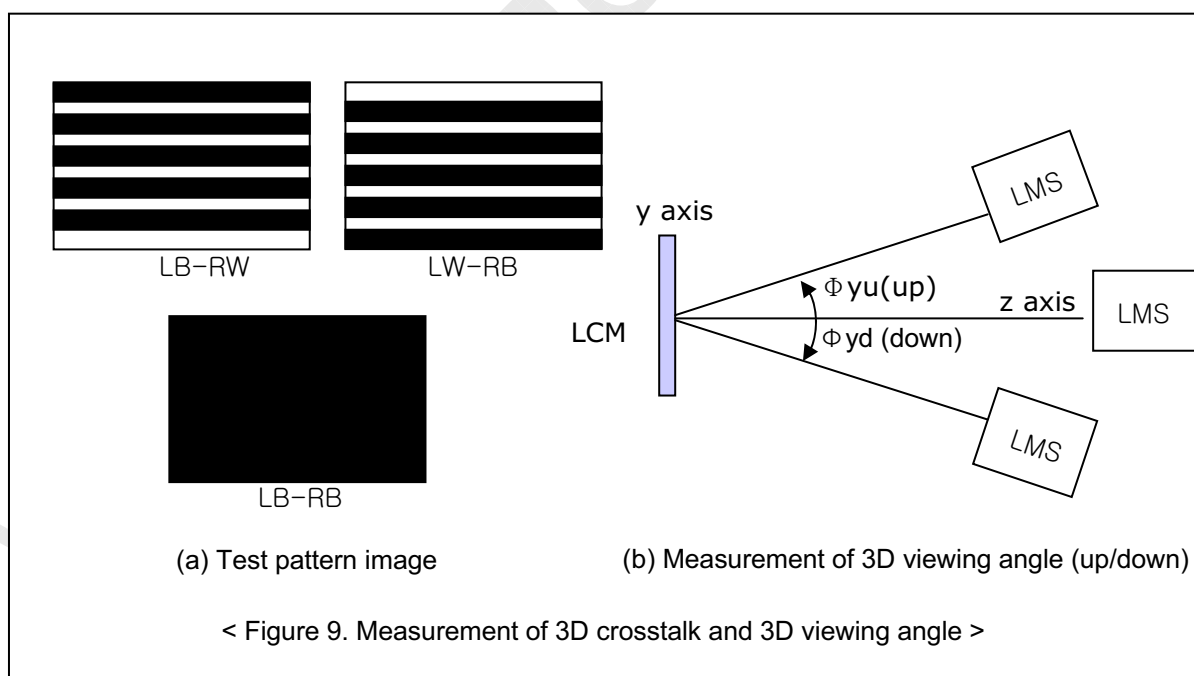 LB-RW
LW-RB
LB-RB
(a) Test pattern image
y axis
LCM
Φyu(up)
z axis
Φyd (down)
LMS
LMS
LMS
(b) Measurement of 3D viewing angle (up/down)
< Figure 9. Measurement of 3D crosstalk and 3D viewing angle >